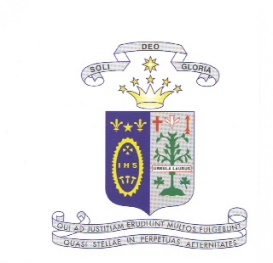 SOLI DEO GLORIA
IHS
QUI AD JUSTITIAM ERUDIUNT MULTOS FULGEBUNT
QUASI STELLAE IN PERPETUAS AETERNITATES